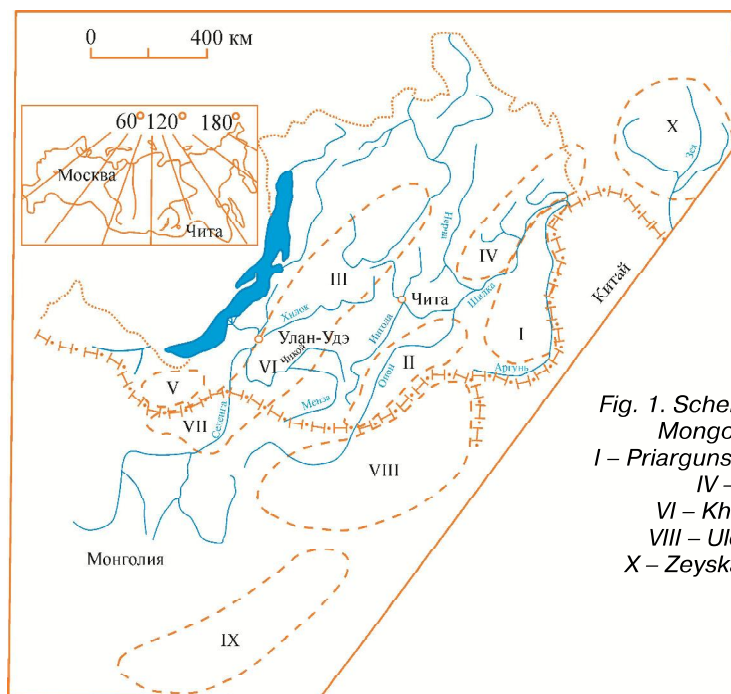 0 400 км
60° 120° 180°
Москва
Чита
X
Зея
Нерча
IV
Китай
III
Чита
Шилка
Хилок
Улан-Удэ
Ингода
I
VI
Чикой
II
Аргунь
V
Онон
Менза
VII
Селенга
VIII
Монголия
IX
Fig. 1. Sche
Mongo
I – Priarguns
IV –
VI – Kh
VIII – Ul
X – Zeyska